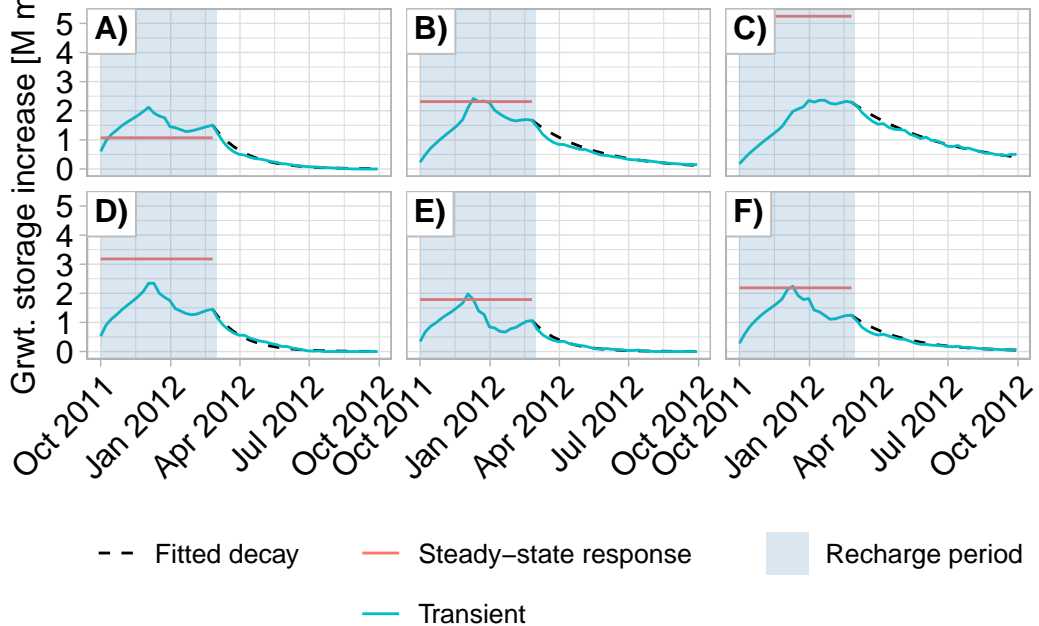 Grwt. storage increase [M m
A) B) C)
5
4
3
2
1
0
D) E) F)
5
4
3
2
1
0
Oct 2011 Jan 2012 Apr 2012 Jul 2012 Oct 2012 Oct 2011 Jan 2012 Apr 2012 Jul 2012 Oct 2012 Oct 2011 Jan 2012 Apr 2012 Jul 2012 Oct 2012
Fitted decay Steady−state response Recharge period
Transient